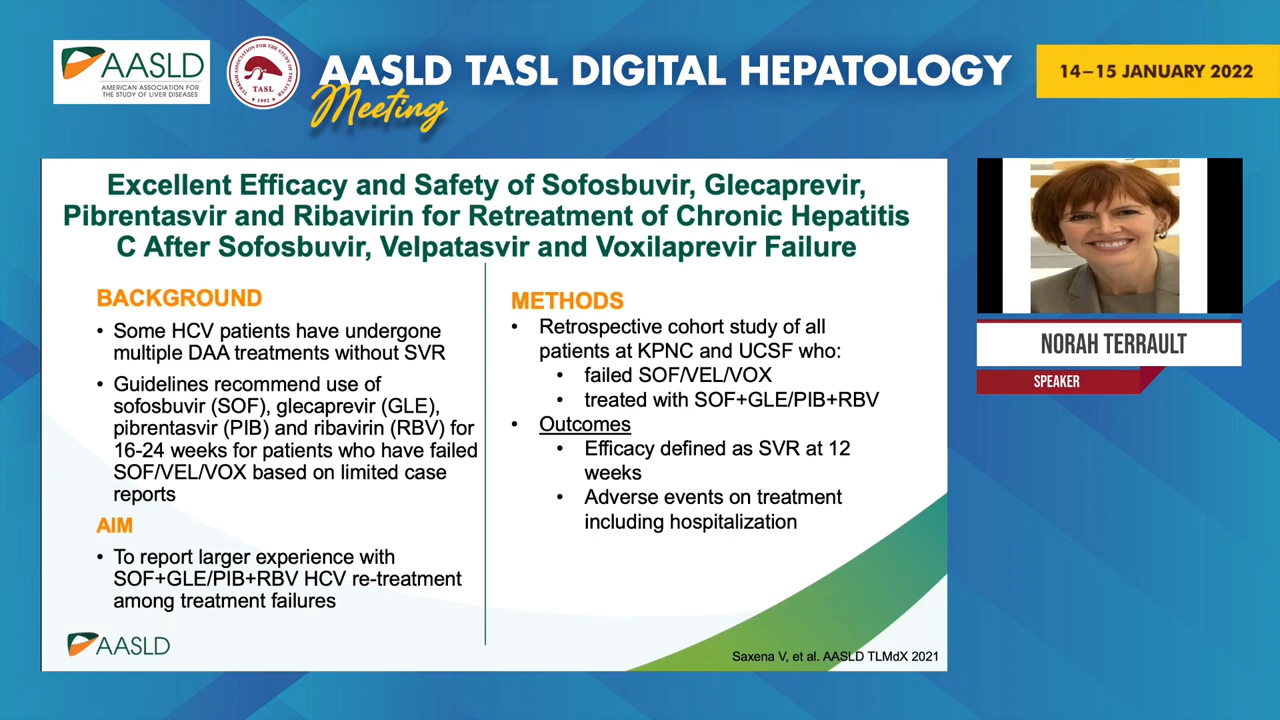 AASLD
AMERICAN ASSOCIATION FOR
THE STUDY OF LIVER DISEASES
TASL
1992
AASLD TASL DIGITAL HEPATOLOGY
Meeting
14–15 JANUARY 2022
Excellent Efficacy and Safety of Sofosbuvir, Glecaprevir,
Pibrentasvir and Ribavirin for Retreatment of Chronic Hepatitis
C After Sofosbuvir, Velpatasvir and Voxilaprevir Failure
BACKGROUND
• Some HCV patients have undergone
multiple DAA treatments without SVR
• Guidelines recommend use of
sofosbuvir (SOF), glecaprevir (GLE),
pibrentasvir (PIB) and ribavirin (RBV) for
16-24 weeks for patients who have failed
SOF/VEL/VOX based on limited case
reports
AIM
• To report larger experience with
SOF+GLE/PIB+RBV HCV re-treatment
among treatment failures
METHODS
• Retrospective cohort study of all
patients at KPNC and UCSF who:
• failed SOF/VEL/VOX
• treated with SOF+GLE/PIB+RBV
• Outcomes
• Efficacy defined as SVR at 12
weeks
• Adverse events on treatment
including hospitalization
AASLD
Saxena V, et al. AASLD TLMdX 2021
NORAH TERRAULT
SPEAKER